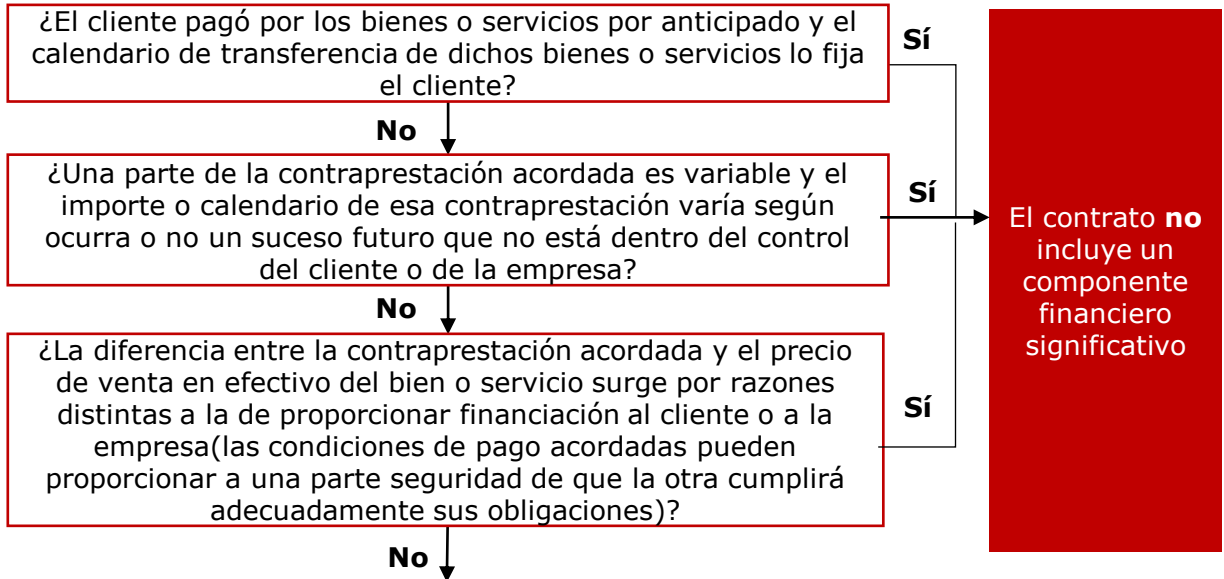 ¿El cliente pagó por los bienes o servicios por anticipado y el
calendario de transferencia de dichos bienes o servicios lo fija
el cliente?
Sí
No
¿Una parte de la contraprestación acordada es variable y el
importe o calendario de esa contraprestación varía según
ocurra o no un suceso futuro que no está dentro del control
del cliente o de la empresa?
Sí
No
¿La diferencia entre la contraprestación acordada y el precio
de venta en efectivo del bien o servicio surge por razones
distintas a la de proporcionar financiación al cliente o a la
empresa(las condiciones de pago acordadas pueden
proporcionar a una parte seguridad de que la otra cumplirá
adecuadamente sus obligaciones)?
Sí
No
El contrato no
incluye un
componente
financiero
significativo